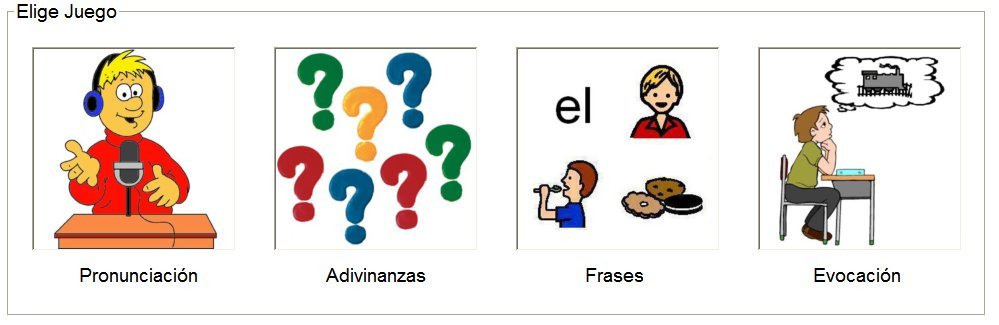 Elige Juego
el
Pronunciación
Adivinanzas
Frases
Evocación